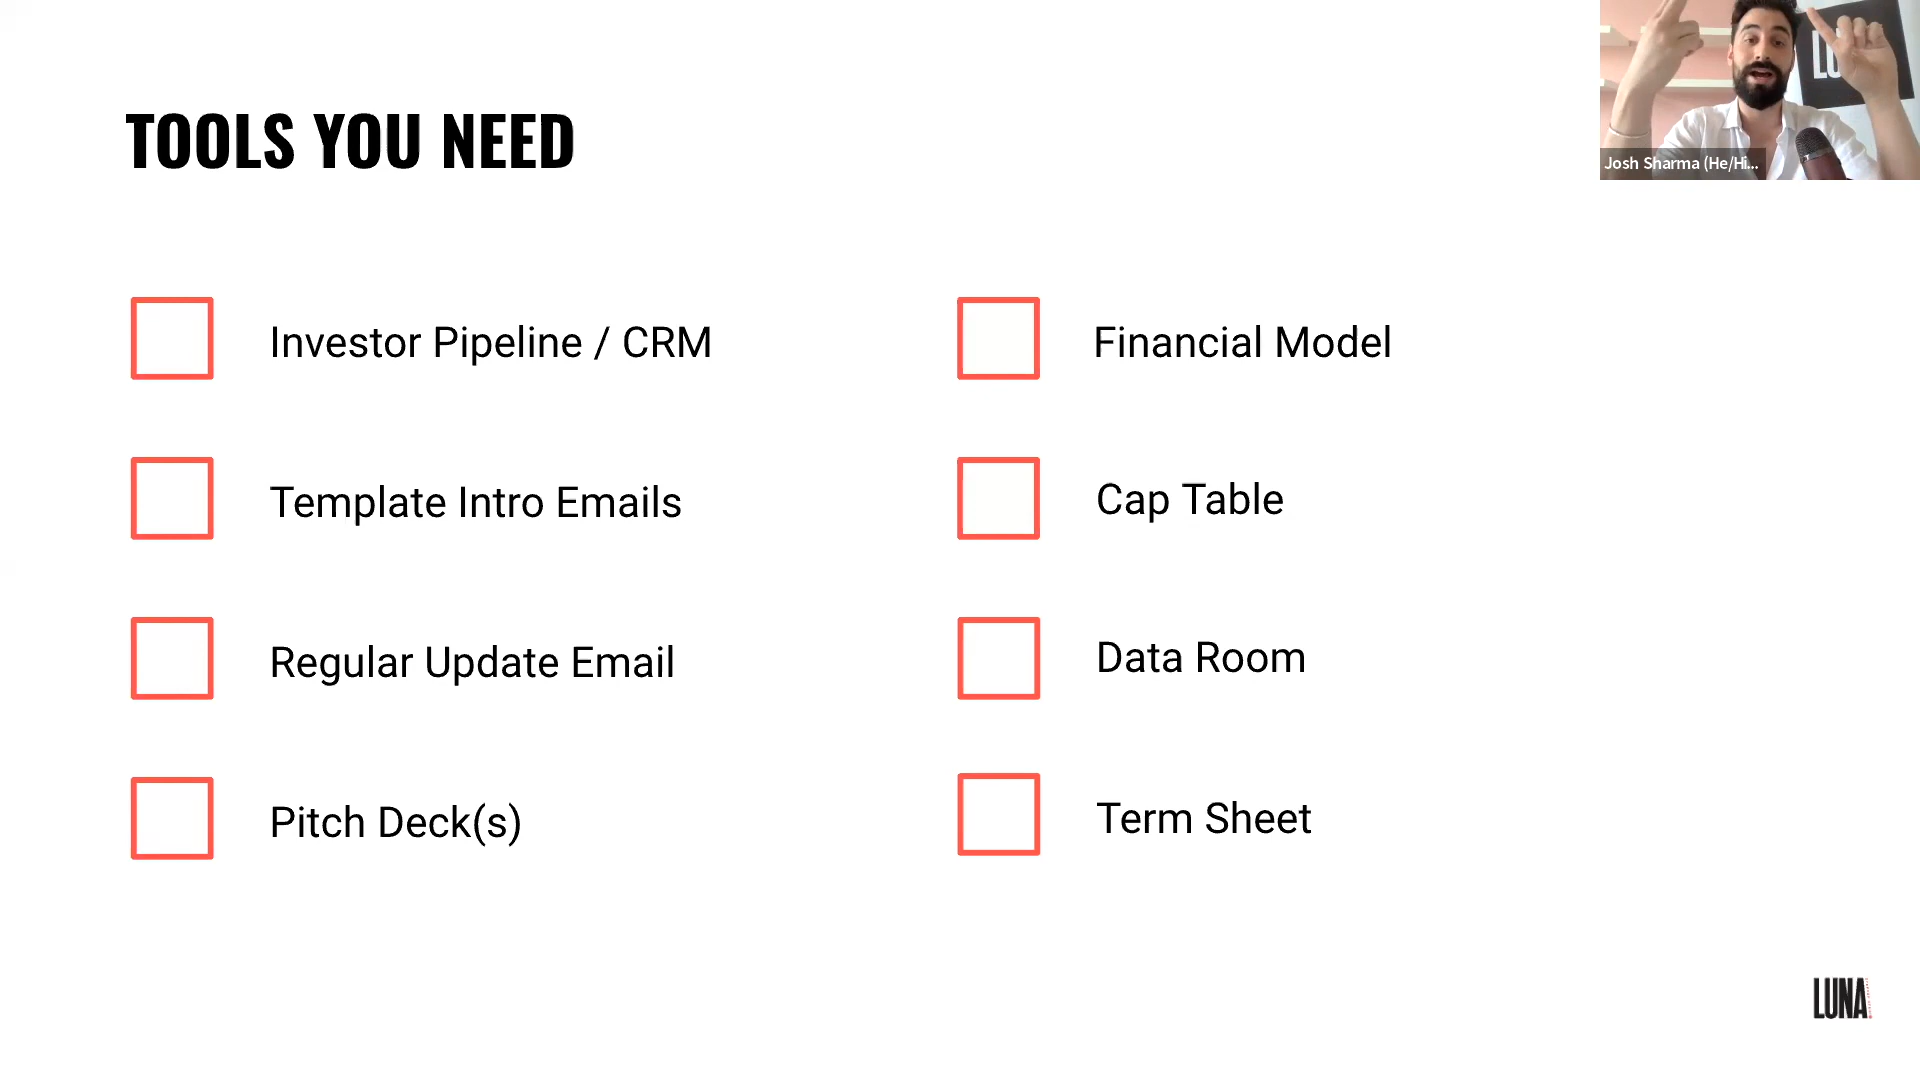 TOOLS YOU NEED
Investor Pipeline / CRM
Template Intro Emails
Regular Update Email
Pitch Deck(s)
Financial Model
Cap Table
Data Room
Term Sheet
LU
Josh Sharma (He/Hi...
LUNA